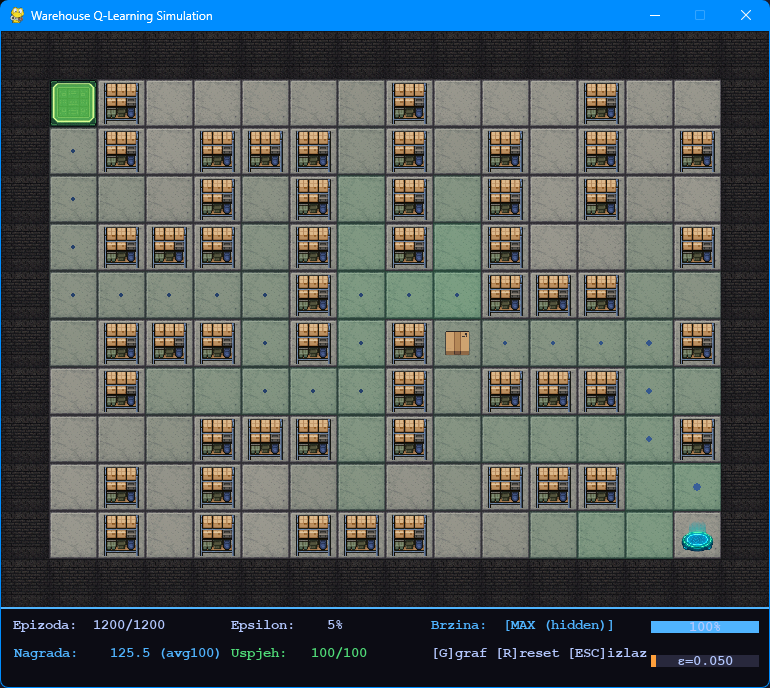 Warehouse Q-Learning Simulation
Epizoda: 1200/1200 Epsilon: 5% Brzina: [MAX (hidden)] 100%
Nagrada: 125.5 (avg100) Uspjeh: 100/100 [G]graf [R]reset [ESC]izlaz ε=0.050